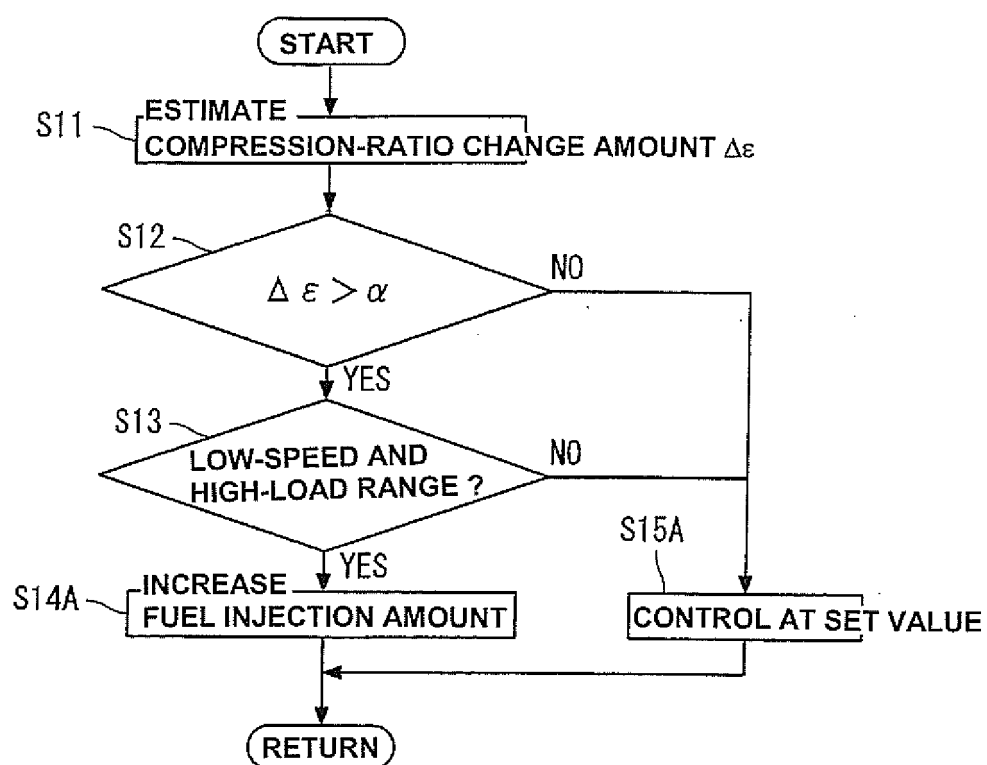 START
S11
ESTIMATE
COMPRESSION-RATIO CHANGE AMOUNT Δε
S12
Δ ε > α
NO
YES
S13
LOW-SPEED AND
HIGH-LOAD RANGE ?
NO
YES
S14A
INCREASE
FUEL INJECTION AMOUNT
S15A
CONTROL AT SET VALUE
RETURN